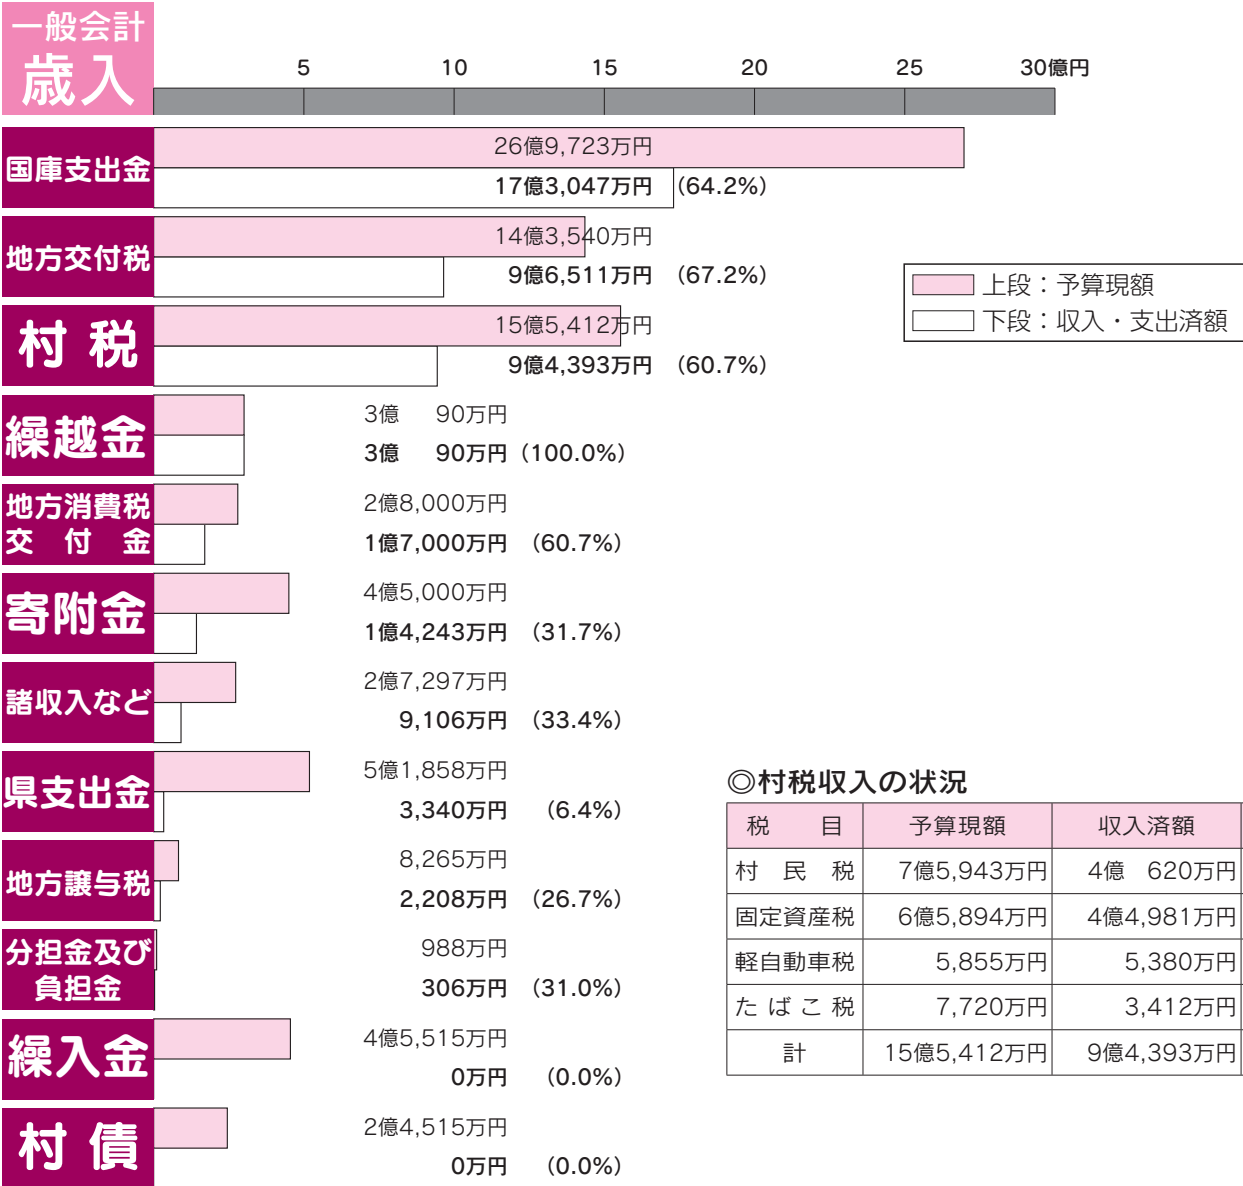 一般会計
歳入
5 10 15 20 25 30億円
国庫支出金
26億9,723万円
17億3,047万円 (64.2%)
地方交付税
14億3,540万円
9億6,511万円 (67.2%)
上段：予算現額
下段：収入・支出済額
村税
15億5,412万円
9億4,393万円 (60.7%)
繰越金
3億 90万円
3億 90万円 (100.0%)
地方消費税
交付金
2億8,000万円
1億7,000万円 (60.7%)
寄附金
4億5,000万円
1億4,243万円 (31.7%)
諸収入など
2億7,297万円
9,106万円 (33.4%)
県支出金
5億1,858万円
3,340万円 (6.4%)
地方譲与税
8,265万円
2,208万円 (26.7%)
分担金及び
負担金
988万円
306万円 (31.0%)
繰入金
4億5,515万円
0万円 (0.0%)
村債
2億4,515万円
0万円 (0.0%)
◎村税収入の状況
税目 予算現額 収入済額
村民税 7億5,943万円 4億 620万円
固定資産税 6億5,894万円 4億4,981万円
軽自動車税 5,855万円 5,380万円
たばこ税 7,720万円 3,412万円
計 15億5,412万円 9億4,393万円